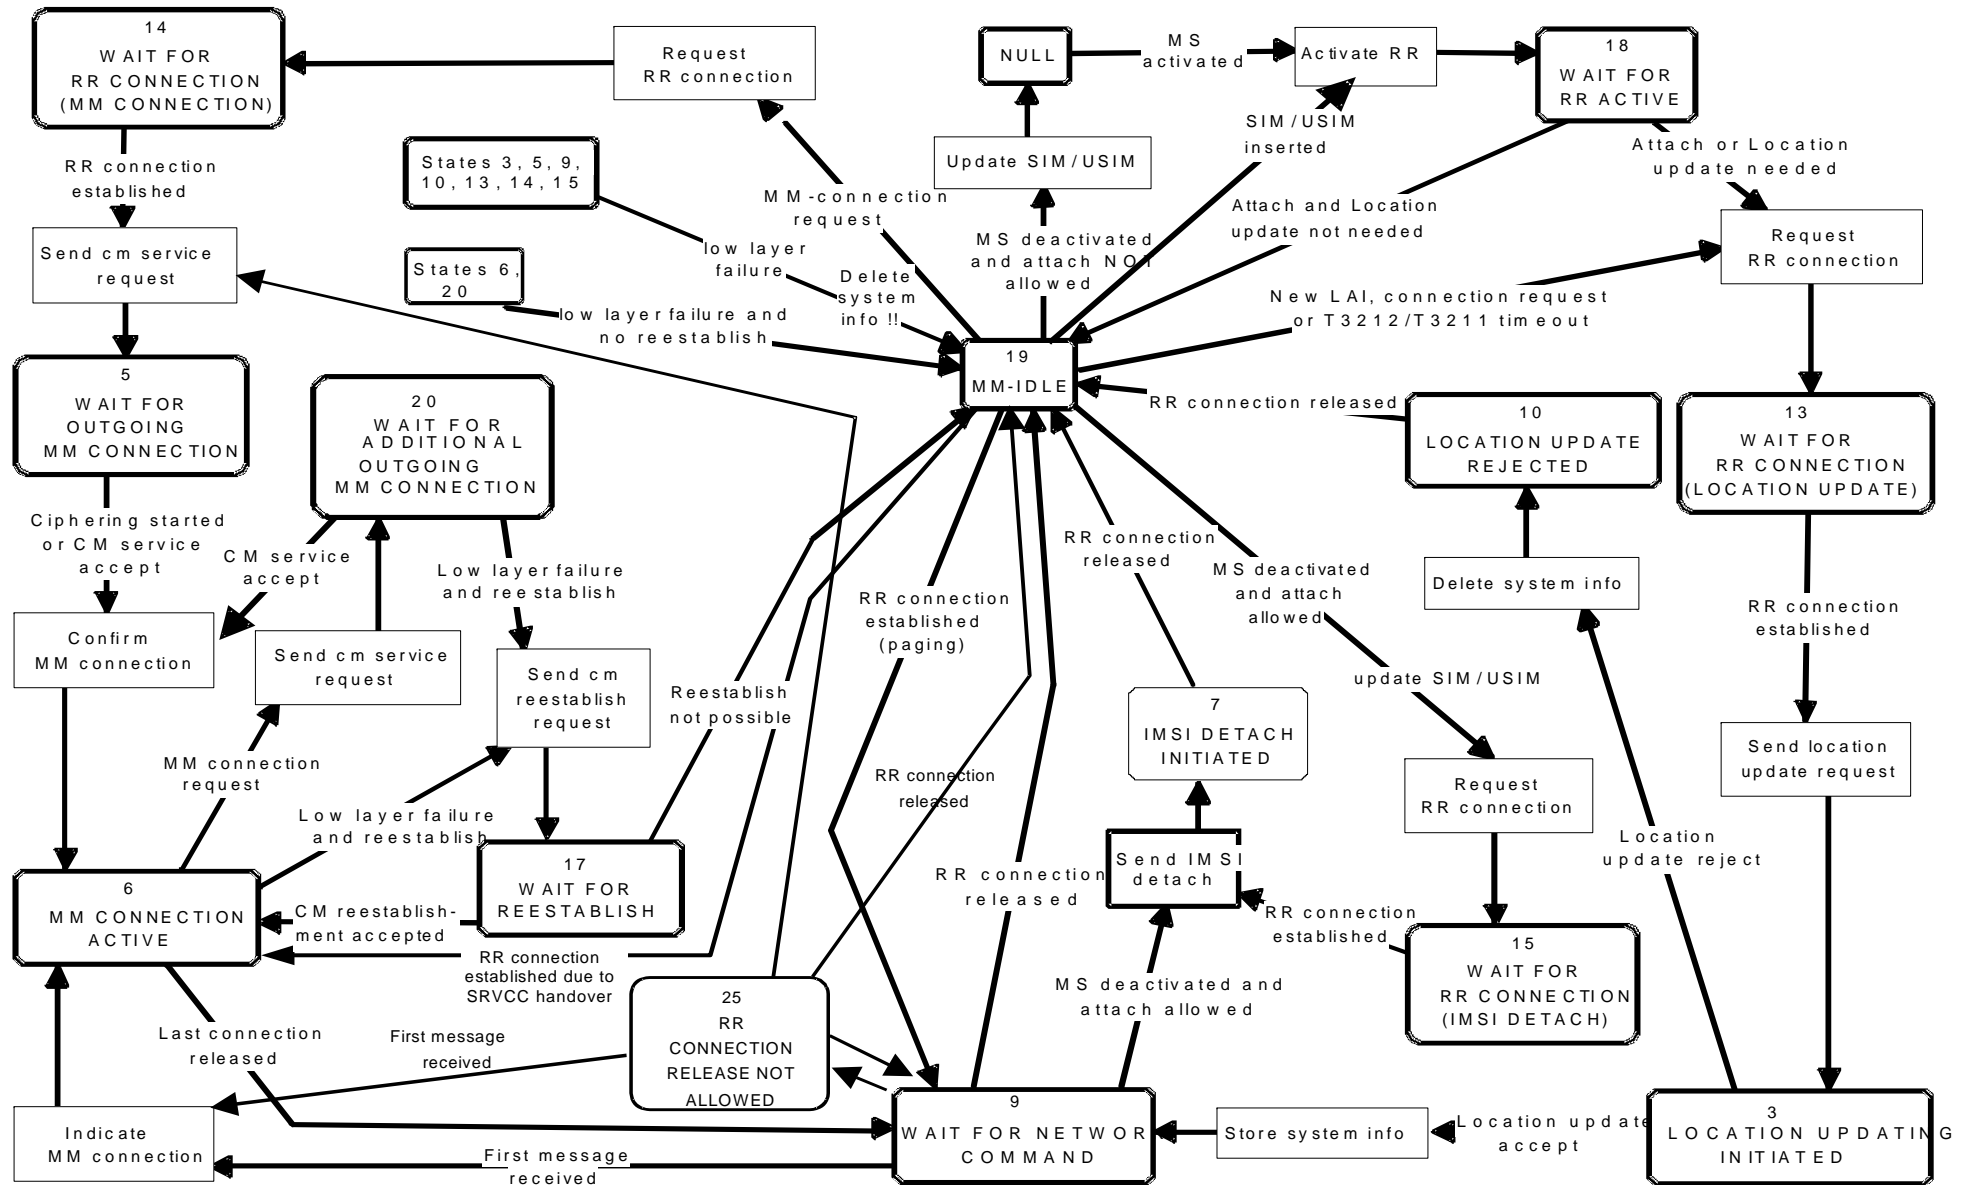 14
WAIT FOR
RR CONNECTION
(MM CONNECTION)
Request
RR connection
NULL
MS
activated
Activate RR
18
WAIT FOR
RR ACTIVE
RR connection
established
States 3, 5, 9,
10, 13, 14, 15
Update SIM/USIM
SIM/USIM
inserted
Attach or Location
update needed
MM-connection
request
Attach and Location
update not needed
Send cm service
request
low layer
failure
MS deactivated
and attach NOT
allowed
Request
RR connection
States 6,
20
Delete
system
info !!
low layer failure and
no reestablish
New LAI, connection request
or T3212/T3211 timeout
19
MM-IDLE
5
WAIT FOR
OUTGOING
MM CONNECTION
20
WAIT FOR
ADDITIONAL
OUTGOING
MM CONNECTION
RR connection released
10
LOCATION UPDATE
REJECTED
13
WAIT FOR
RR CONNECTION
(LOCATION UPDATE)
Ciphering started
or CM service
accept
CM service
accept
Low layer failure
and reestablish
RR connection
released
MS deactivated
and attach
allowed
Delete system info
RR connection
established
(paging)
RR connection
established
Confirm
MM connection
Send cm service
request
Send cm
reestablish
request
Reestablish
not possible
update SIM/USIM
7
IMSI DETACH
INITIATED
Send location
update request
MM connection
request
RR connection
released
Request
RR connection
Low layer failure
and reestablish
Location
update reject
17
WAIT FOR
REESTABLISH
Send IMSI
detach
RR connection
released
6
MM CONNECTION
ACTIVE
CM reestablish-
ment accepted
RR connection
established
15
WAIT FOR
RR CONNECTION
(IMSI DETACH)
RR connection
established due to
SRVCC handover
MS deactivated and
attach allowed
25
RR
CONNECTION
RELEASE NOT
ALLOWED
Last connection
released
First message
received
Indicate
MM connection
9
WAIT FOR NETWOR
COMMAND
Store system info
Location update
accept
3
LOCATION UPDATING
INITIATED
First message
received